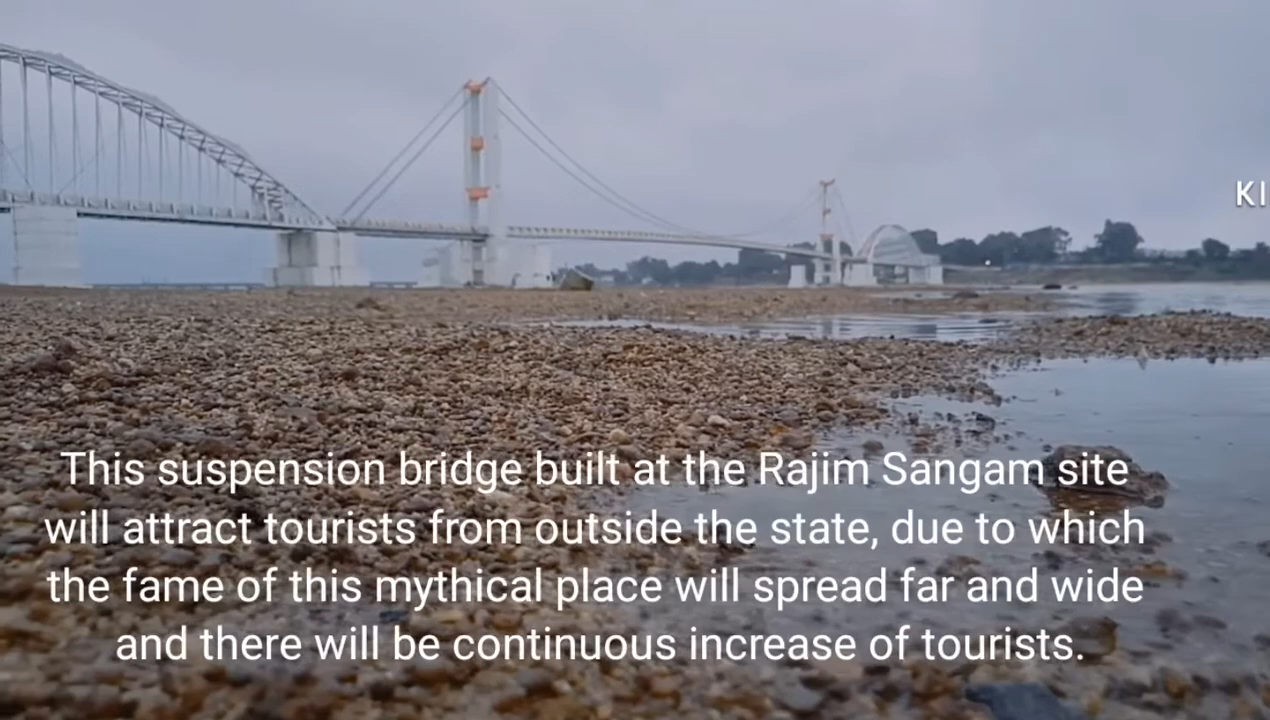 KI
This suspension bridge built at the Rajim Sangam site
will attract tourists from outside the state, due to which
the fame of this mythical place will spread far and wide
and there will be continuous increase of tourists.